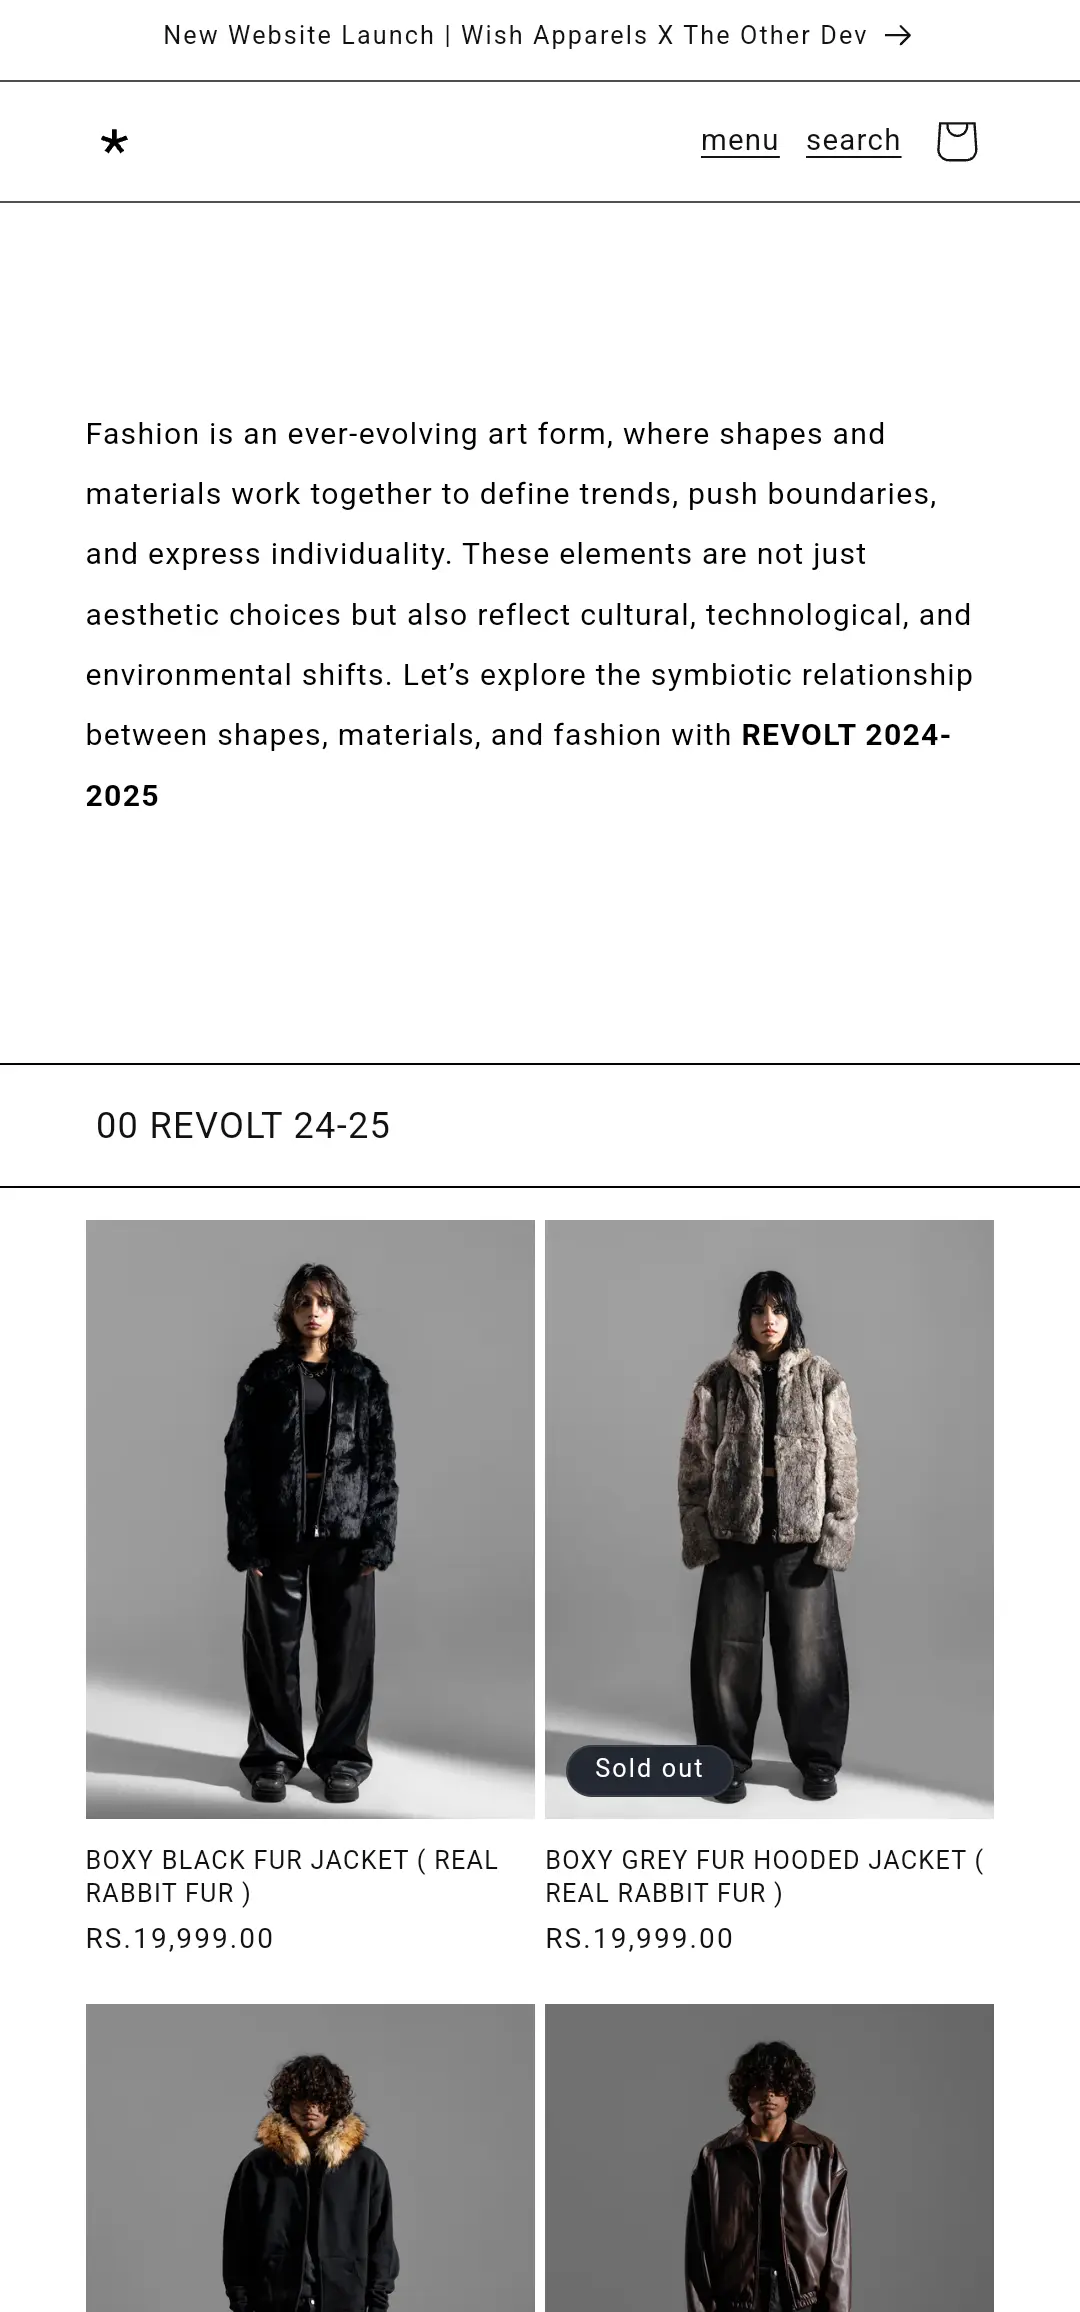 New Website Launch | Wish Apparels X The Other Dev →
*
menu search
Fashion is an ever-evolving art form, where shapes and
materials work together to define trends, push boundaries,
and express individuality. These elements are not just
aesthetic choices but also reflect cultural, technological, and
environmental shifts. Let’s explore the symbiotic relationship
between shapes, materials, and fashion with REVOLT 2024-
2025
00 REVOLT 24-25
Sold out
BOXY BLACK FUR JACKET ( REAL
RABBIT FUR )
RS.19,999.00
BOXY GREY FUR HOODED JACKET (
REAL RABBIT FUR )
RS.19,999.00